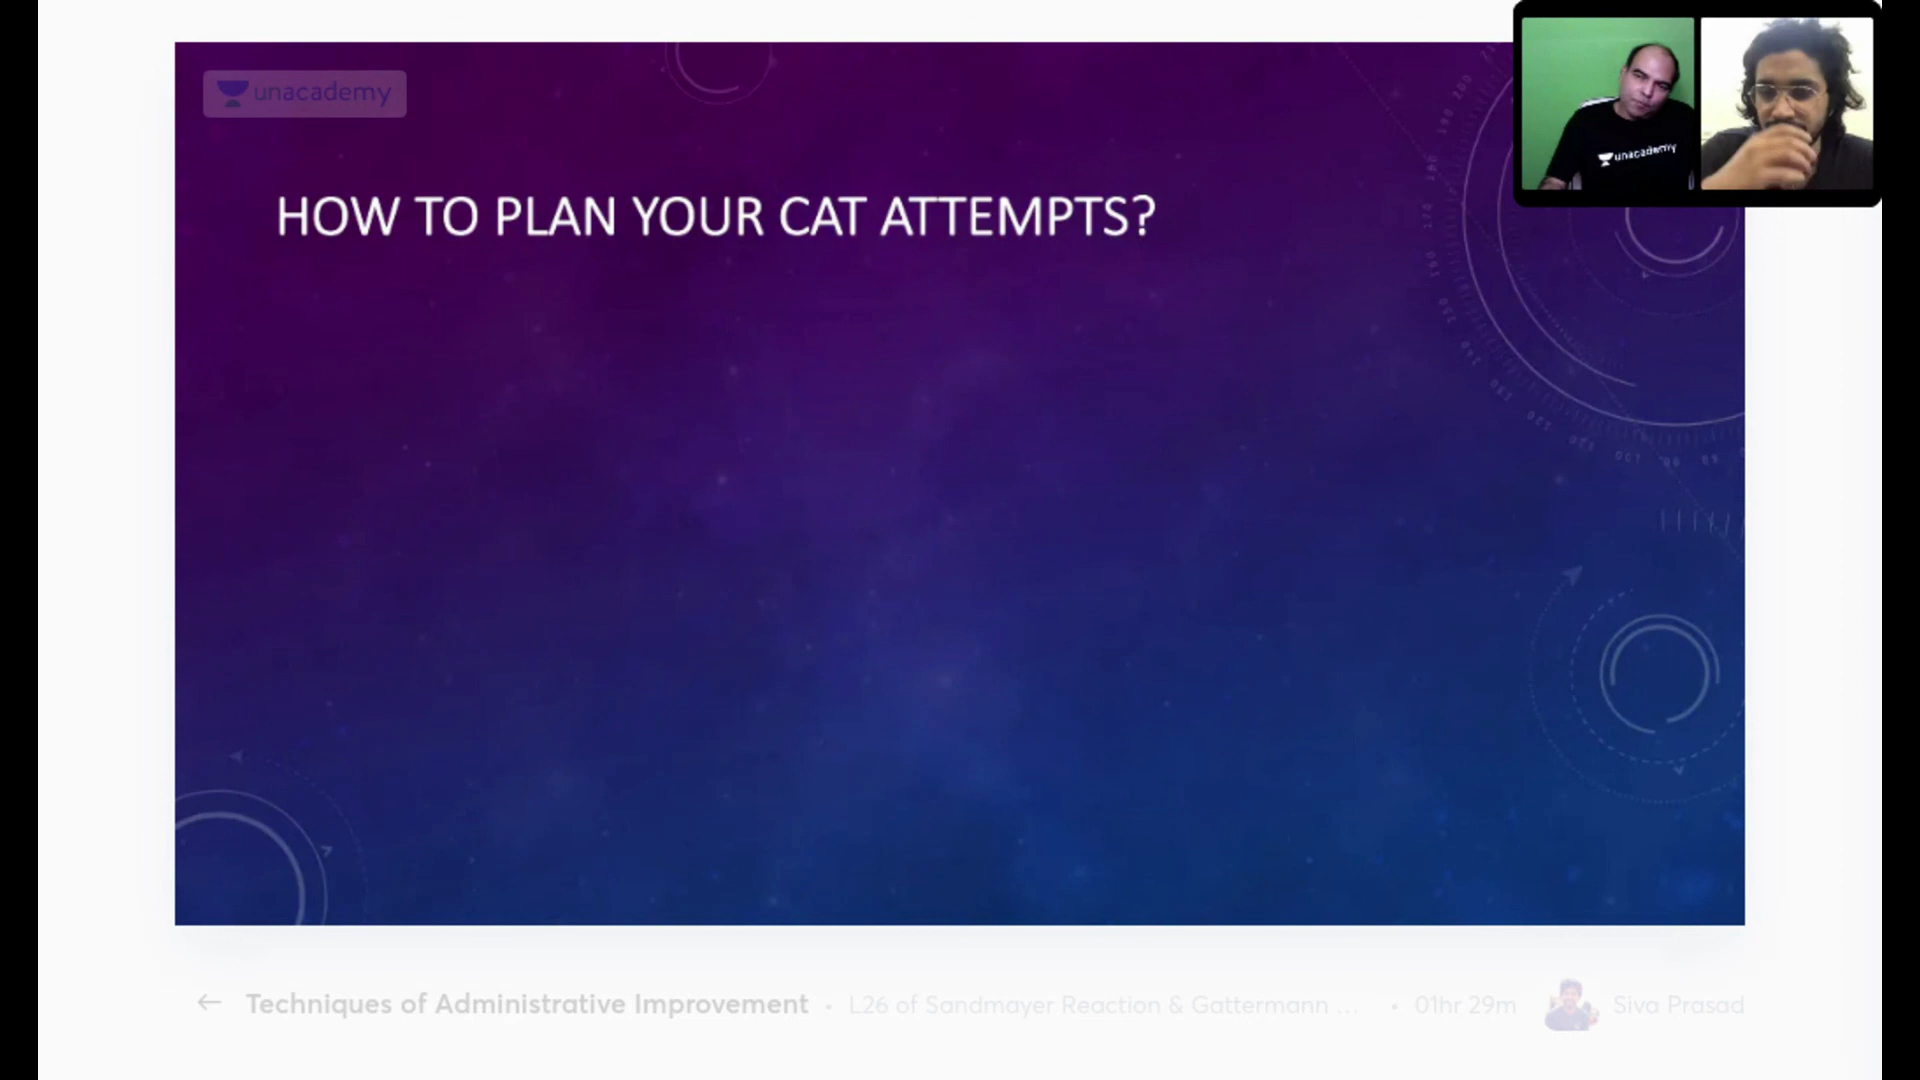 unacademy
unacademy
HOW TO PLAN YOUR CAT ATTEMPTS?
Techniques of Administrative Improvement • L26 of Sandmayer Reaction & Gattermann ... • 01hr 29m Siva Prasad